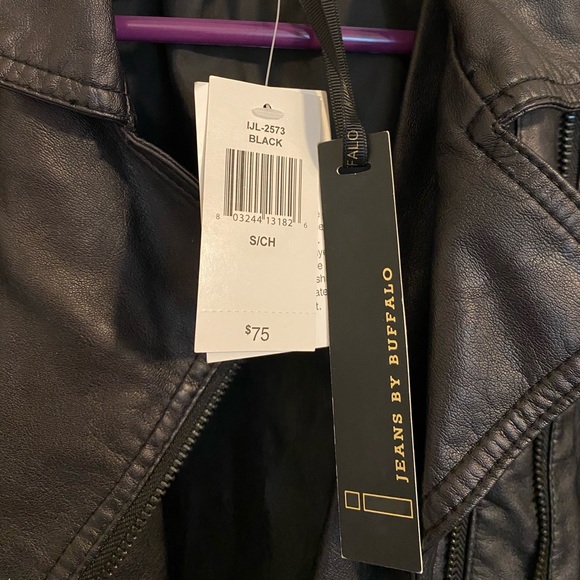 IJL-2573
BLACK
8 03244 13182 6
S/CH
$75
JEANS BY BUFFALO